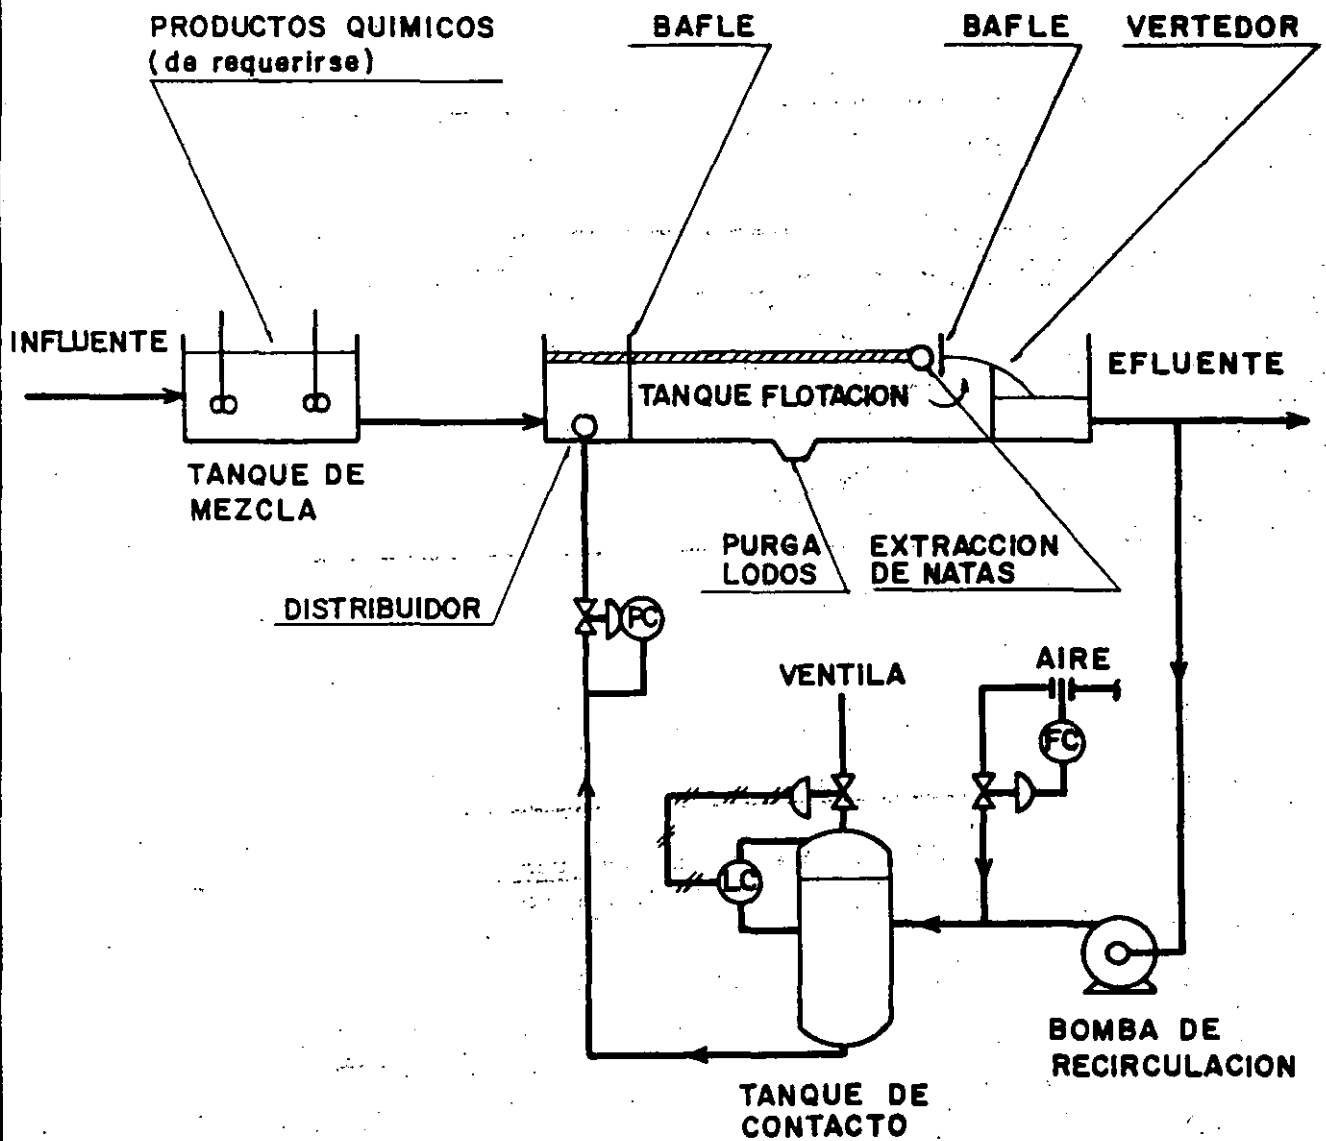 PRODUCTOS QUIMICOS
(de requerirse)
BAFLE
BAFLE
VERTEDOR
INFLUENTE
EFLUENTE
TANQUE FLOTACION
TANQUE DE
MEZCLA
PURGA
LODOS
EXTRACCION
DE NATAS
DISTRIBUIDOR
PC
VENTILA
AIRE
FC
LC
BOMBA DE
RECIRCULACION
TANQUE DE
CONTACTO